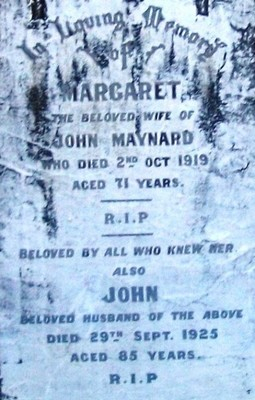 In Loving Memory
of
MARGARET,
THE BELOVED WIFE OF
JOHN MAYNARD
WHO DIED 2ND OCT 1919
AGED 71 YEARS.
R.I.P
BELOVED BY ALL WHO KNEW HER
ALSO
JOHN
BELOVED HUSBAND OF THE ABOVE
DIED 29TH SEPT. 1925
AGED 85 YEARS.
R.I.P